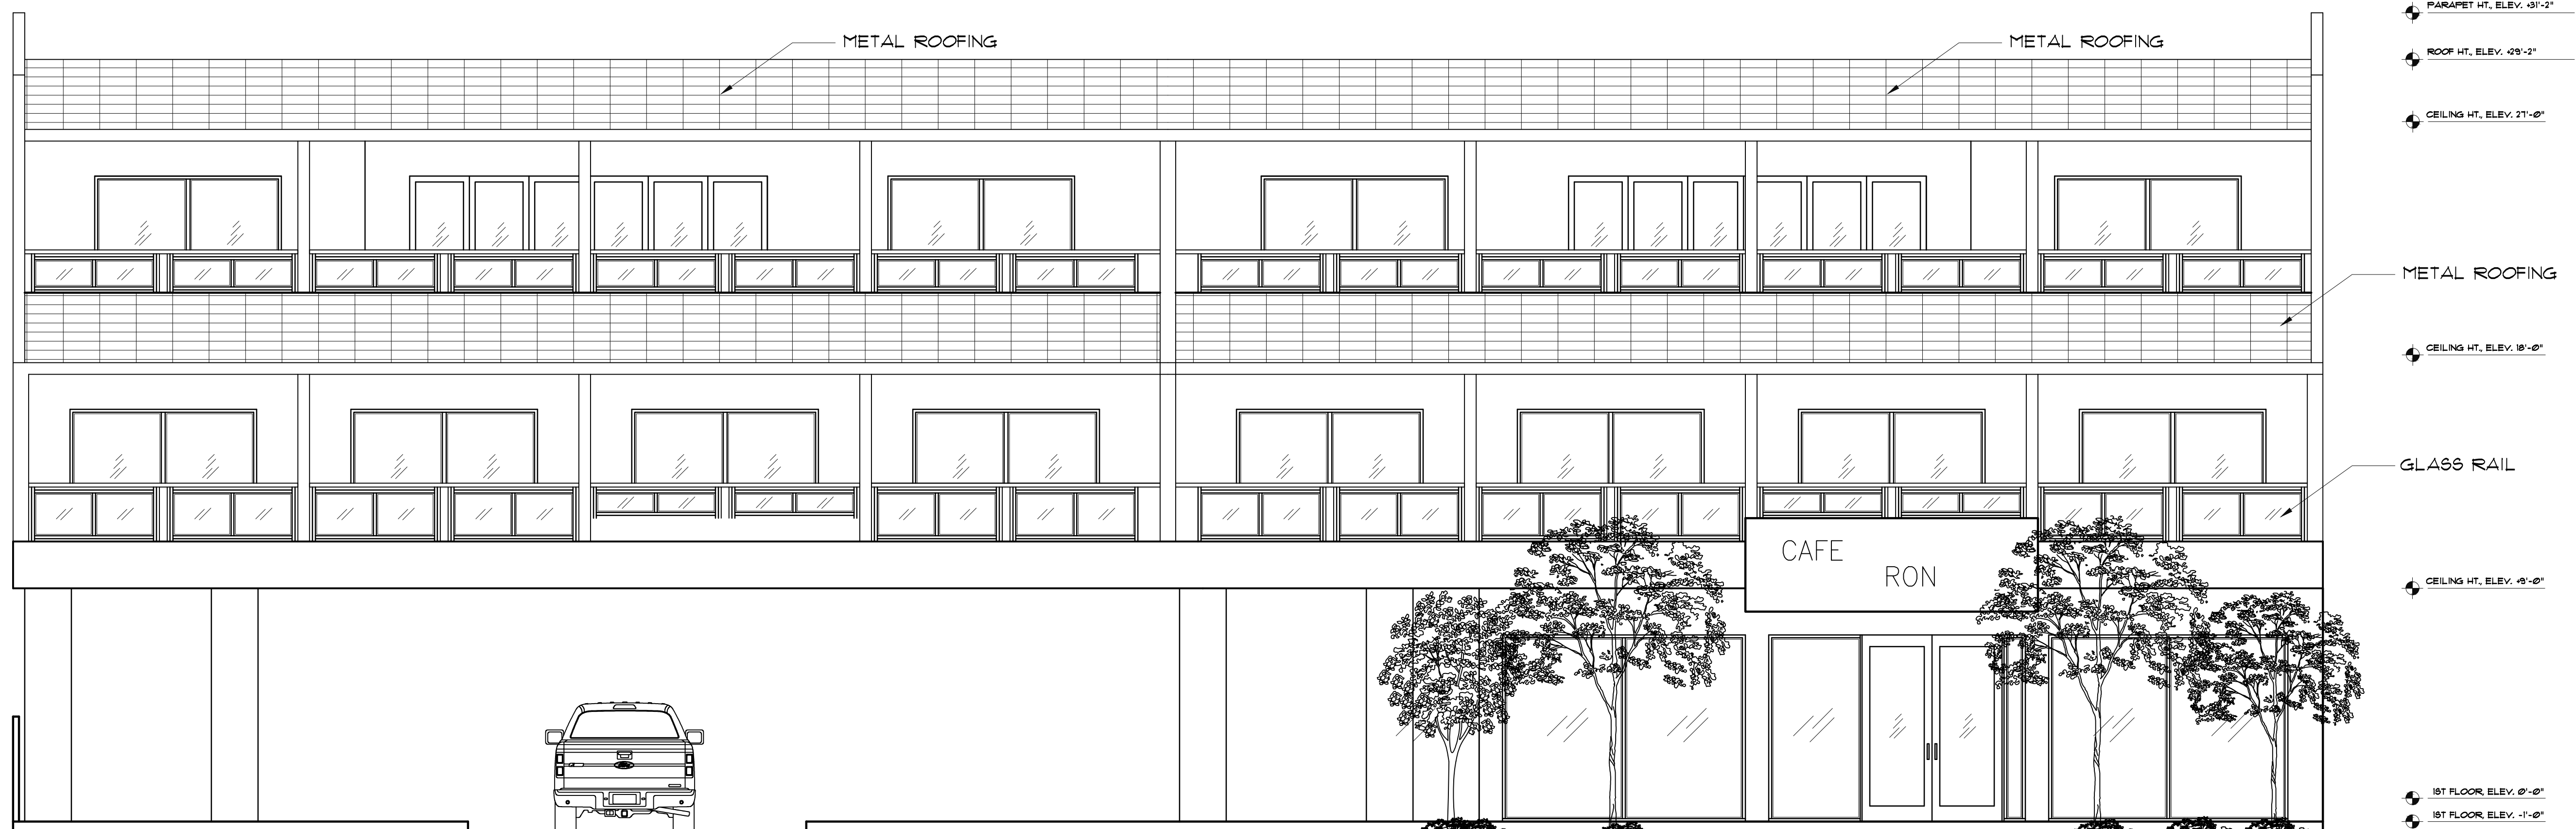 PARAPET HT., ELEV. +31'-2"
METAL ROOFING
METAL ROOFING
ROOF HT., ELEV. +29'-2"
CEILING HT., ELEV. 27'-0"
METAL ROOFING
CEILING HT., ELEV. 18'-0"
GLASS RAIL
CAFE
RON
CEILING HT., ELEV. +9'-0"
1ST FLOOR, ELEV. 0'-0"
1ST FLOOR, ELEV. -1'-0"